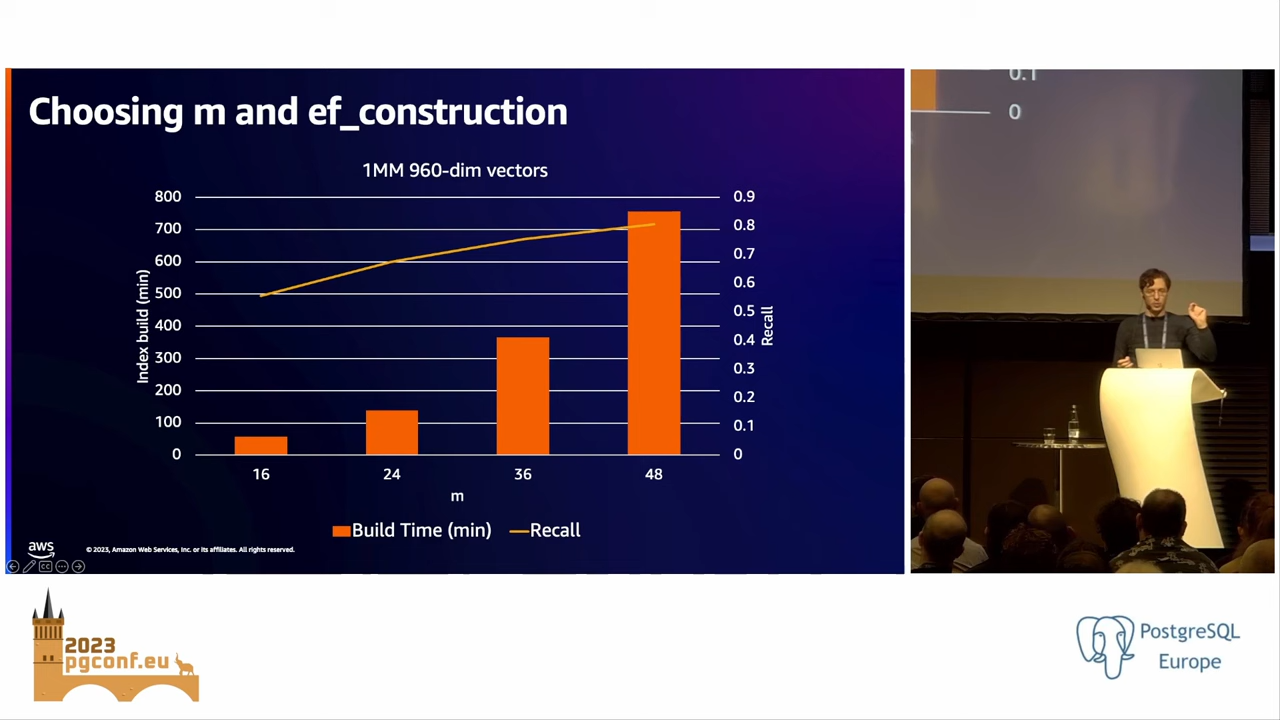 Choosing m and ef_construction
1MM 960-dim vectors
800
700
600
500
400
300
200
100
0
Index build (min)
0.9
0.8
0.7
0.6
0.5
0.4
0.3
0.2
0.1
0
Recall
16 24 36 48
m
Build Time (min) Recall
aws
© 2023, Amazon Web Services, Inc. or its affiliates. All rights reserved.
CC
0.1
0
2023
pgconf.eu
PostgreSQL
Europe